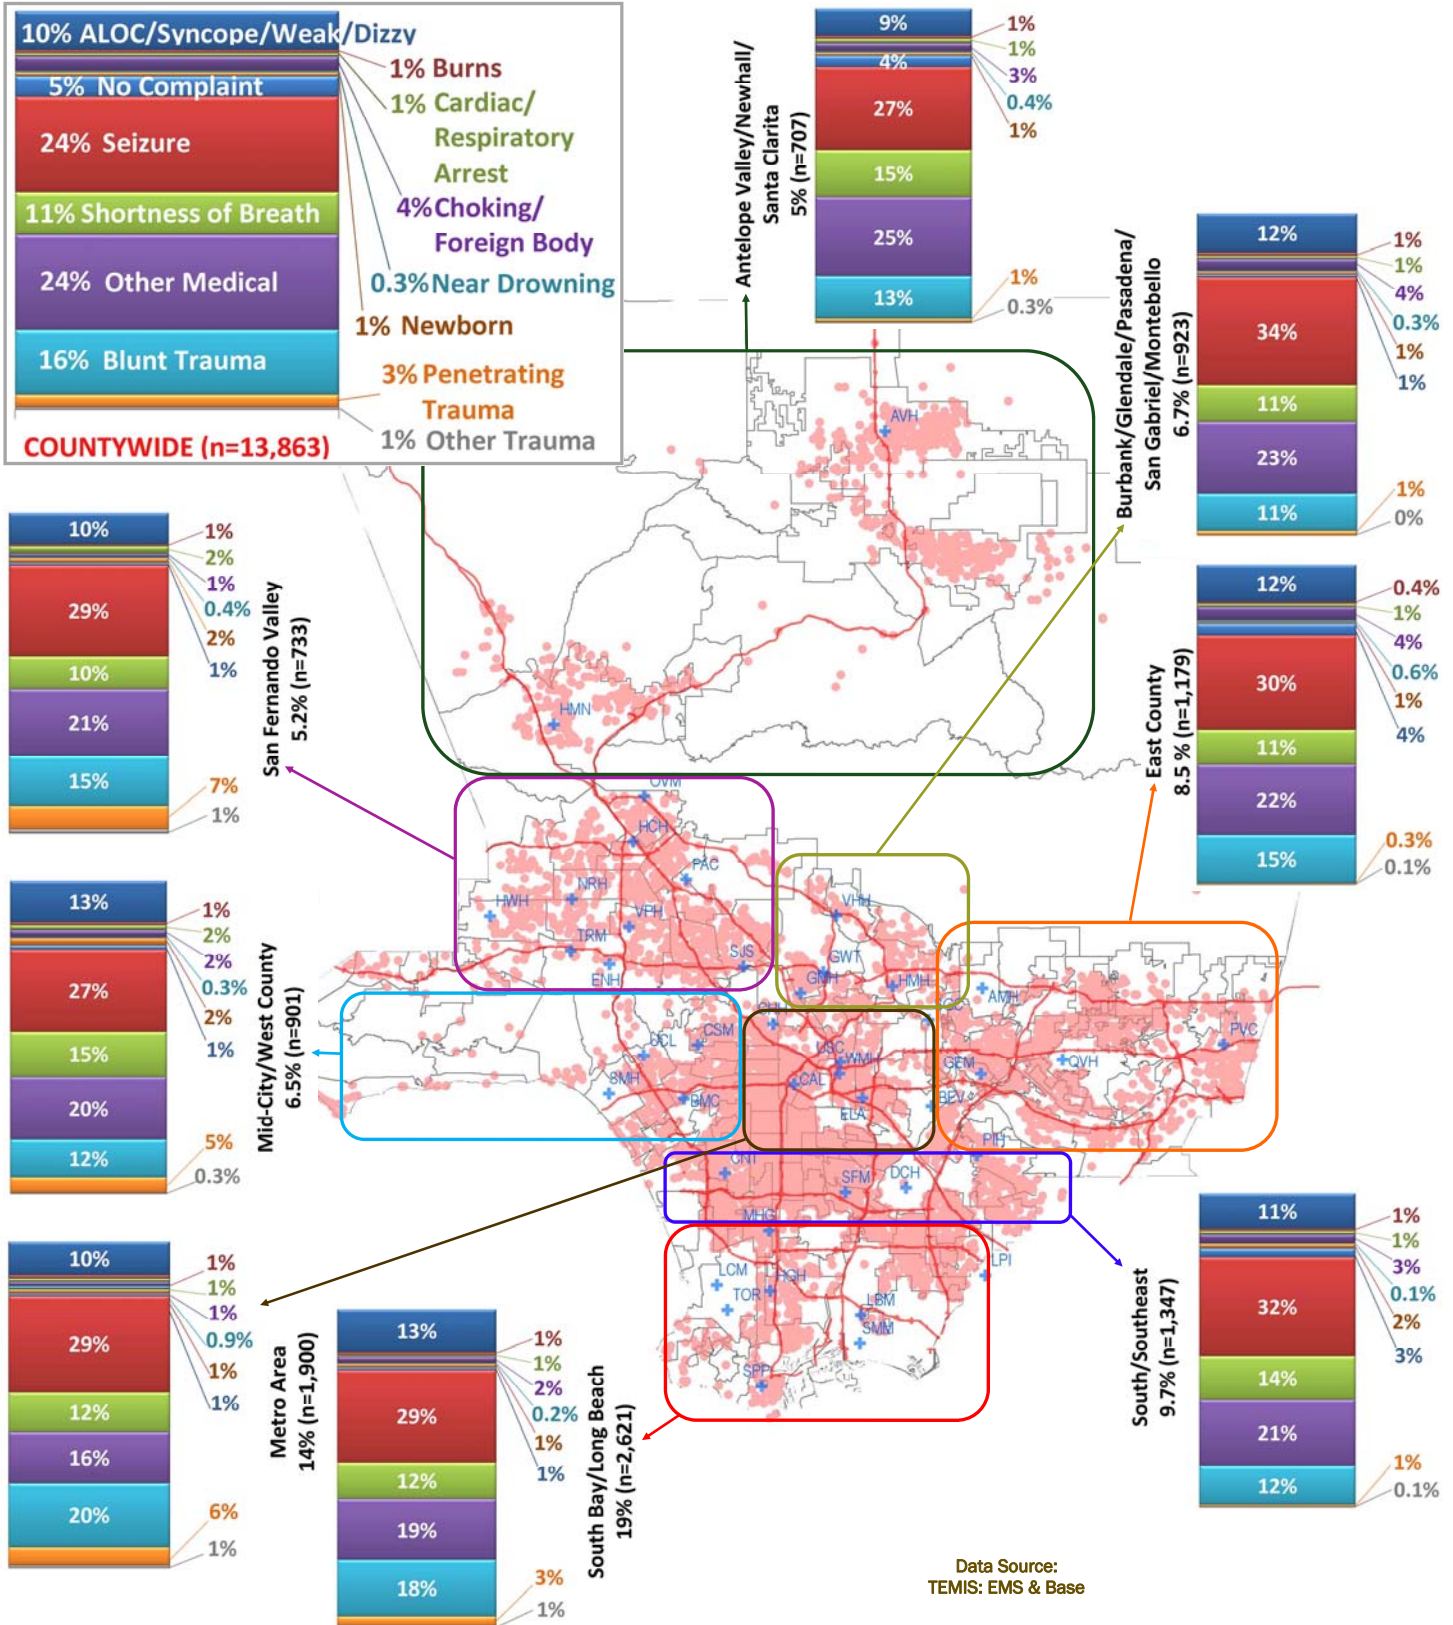 10% ALOC/Syncope/Weak/Dizzy
1% Burns
5% No Complaint
1% Cardiac/
Respiratory
Arrest
24% Seizure
4% Choking/
Foreign Body
11% Shortness of Breath
0.3% Near Drowning
24% Other Medical
1% Newborn
16% Blunt Trauma
3% Penetrating
Trauma
1% Other Trauma
COUNTYWIDE (n=13,863)
Antelope Valley/Newhall/
Santa Clarita
5% (n=707)
9%
1%
1%
3%
4%
0.4%
1%
27%
15%
25%
1%
13%
0.3%
Burbank/Glendale/Pasadena/
San Gabriel/Montebello
6.7% (n=923)
12%
1%
1%
4%
0.3%
1%
1%
34%
11%
23%
1%
11%
0%
San Fernando Valley
5.2% (n=733)
10%
1%
2%
1%
0.4%
2%
1%
29%
10%
21%
15%
7%
1%
East County
8.5 % (n=1,179)
12%
0.4%
1%
4%
0.6%
1%
4%
30%
11%
22%
15%
0.3%
0.1%
Mid-City/West County
6.5% (n=901)
13%
1%
2%
2%
0.3%
2%
1%
27%
15%
20%
12%
5%
0.3%
Metro Area
14% (n=1,900)
10%
1%
1%
1%
0.9%
1%
1%
29%
12%
16%
20%
6%
1%
South Bay/Long Beach
19% (n=2,621)
13%
1%
1%
2%
0.2%
1%
1%
29%
12%
19%
18%
3%
1%
South/Southeast
9.7% (n=1,347)
11%
1%
1%
3%
0.1%
2%
3%
32%
14%
21%
12%
1%
0.1%
AVH
HMN
OVM
HCH
PAC
NRH
HWH
VPH
TRM
SJS
ENH
VHH
GWT
GMH
HMH
AMH
PVC
CSM
UCL
USC
WMH
GEM
QVH
SMH
CAL
BMC
ELA
BEV
PIH
CNT
SFM
DCH
MHG
LPI
LCM
HGH
TOR
LBM
SMM
SPP
Data Source:
TEMIS: EMS & Base